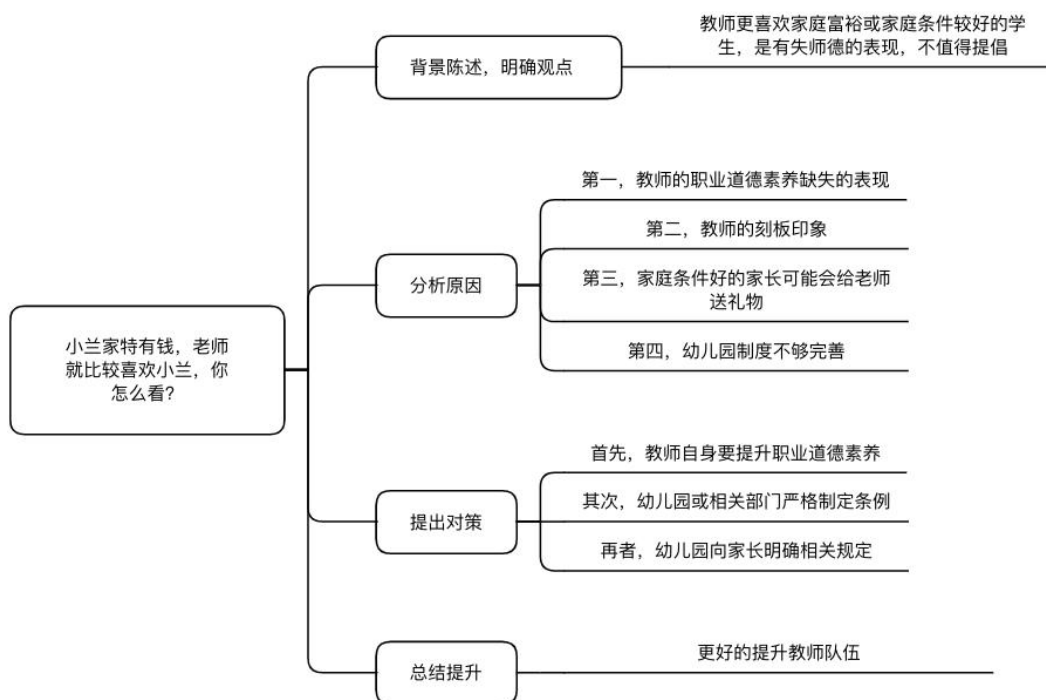 小兰家特有钱，老师
就比较喜欢小兰，你
怎么看？
背景陈述，明确观点
教师更喜欢家庭富裕或家庭条件较好的学
生，是有失师德的表现，不值得提倡
分析原因
第一，教师的职业道德素养缺失的表现
第二，教师的刻板印象
第三，家庭条件好的家长可能会给老师
送礼物
第四，幼儿园制度不够完善
提出对策
首先，教师自身要提升职业道德素养
其次，幼儿园或相关部门严格制定条例
再者，幼儿园向家长明确相关规定
总结提升
更好的提升教师队伍